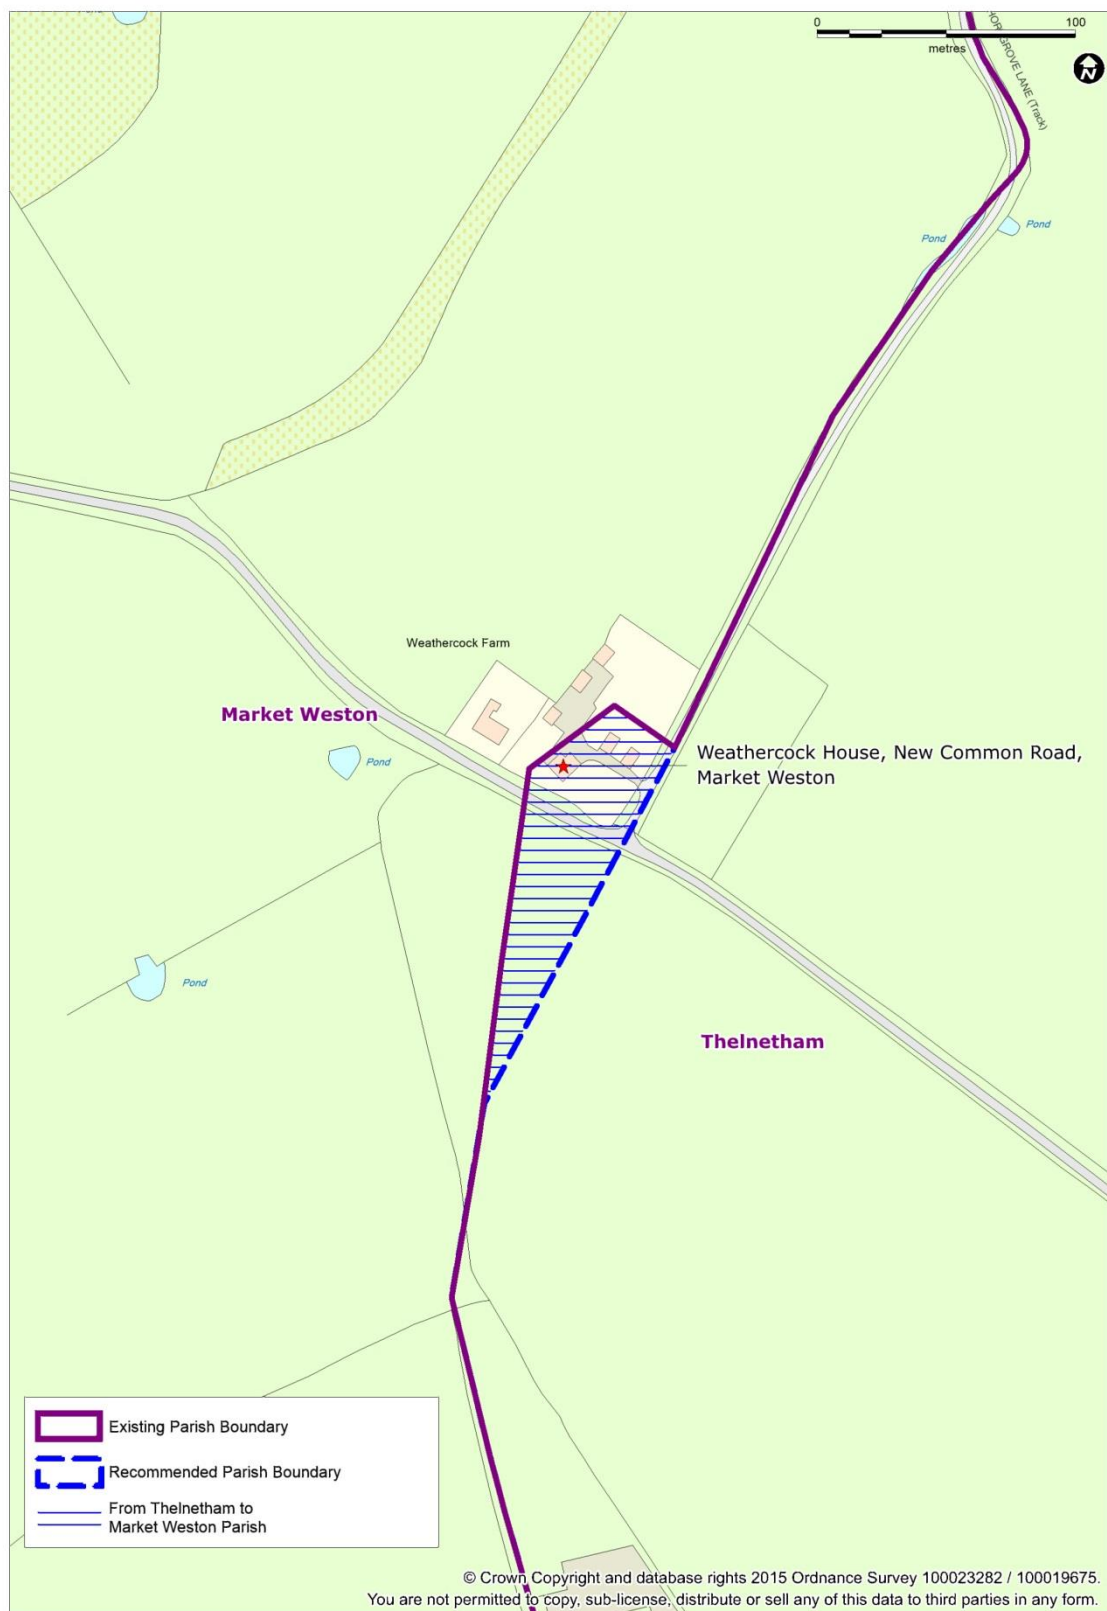 0 100
metres
N
HORNGROVE LANE (Track)
Pond
Pond
Weathercock Farm
Market Weston
Weathercock House, New Common Road,
Market Weston
Pond
Pond
Thelnetham
Existing Parish Boundary
Recommended Parish Boundary
From Thelnetham to
Market Weston Parish
© Crown Copyright and database rights 2015 Ordnance Survey 100023282 / 100019675.
You are not permitted to copy, sub-license, distribute or sell any of this data to third parties in any form.